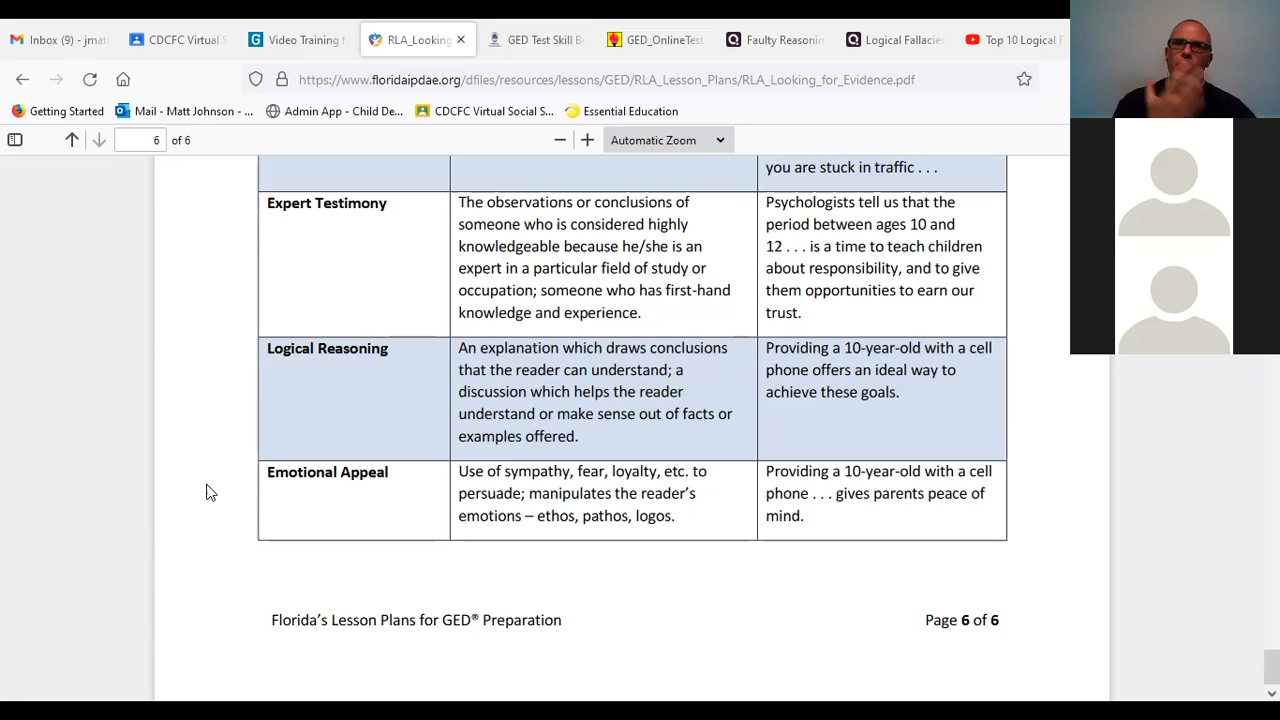 Inbox (9) - jmat
CDCFC Virtual S
Video Training f
RLA_Looking
GED Test Skill Bu
GED_OnlineTest
Faulty Reasonin
Logical Fallacies
Top 10 Logical F
https://www.floridaipdae.org/dfiles/resources/lessons/GED/RLA_Lesson_Plans/RLA_Looking_for_Evidence.pdf
Getting Started
Mail - Matt Johnson - ...
Admin App - Child De...
CDCFC Virtual Social S...
Essential Education
6 of 6
Automatic Zoom
you are stuck in traffic . . .
Expert Testimony
The observations or conclusions of
someone who is considered highly
knowledgeable because he/she is an
expert in a particular field of study or
occupation; someone who has first-hand
knowledge and experience.
Psychologists tell us that the
period between ages 10 and
12 . . . is a time to teach children
about responsibility, and to give
them opportunities to earn our
trust.
Logical Reasoning
An explanation which draws conclusions
that the reader can understand; a
discussion which helps the reader
understand or make sense out of facts or
examples offered.
Providing a 10-year-old with a cell
phone offers an ideal way to
achieve these goals.
Emotional Appeal
Use of sympathy, fear, loyalty, etc. to
persuade; manipulates the reader's
emotions – ethos, pathos, logos.
Providing a 10-year-old with a cell
phone . . . gives parents peace of
mind.
Florida's Lesson Plans for GED® Preparation
Page 6 of 6